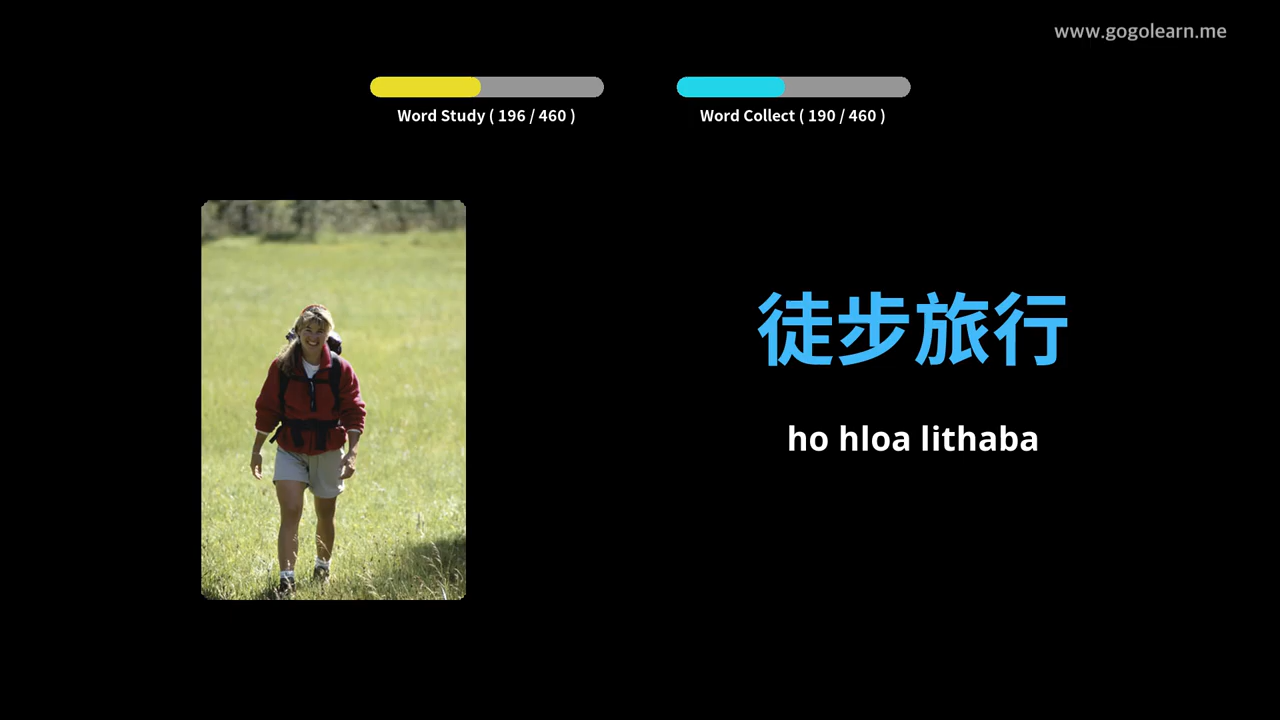 www.gogolearn.me
Word Study ( 196 / 460 )
Word Collect ( 190 / 460 )
徒步旅行
ho hloa lithaba